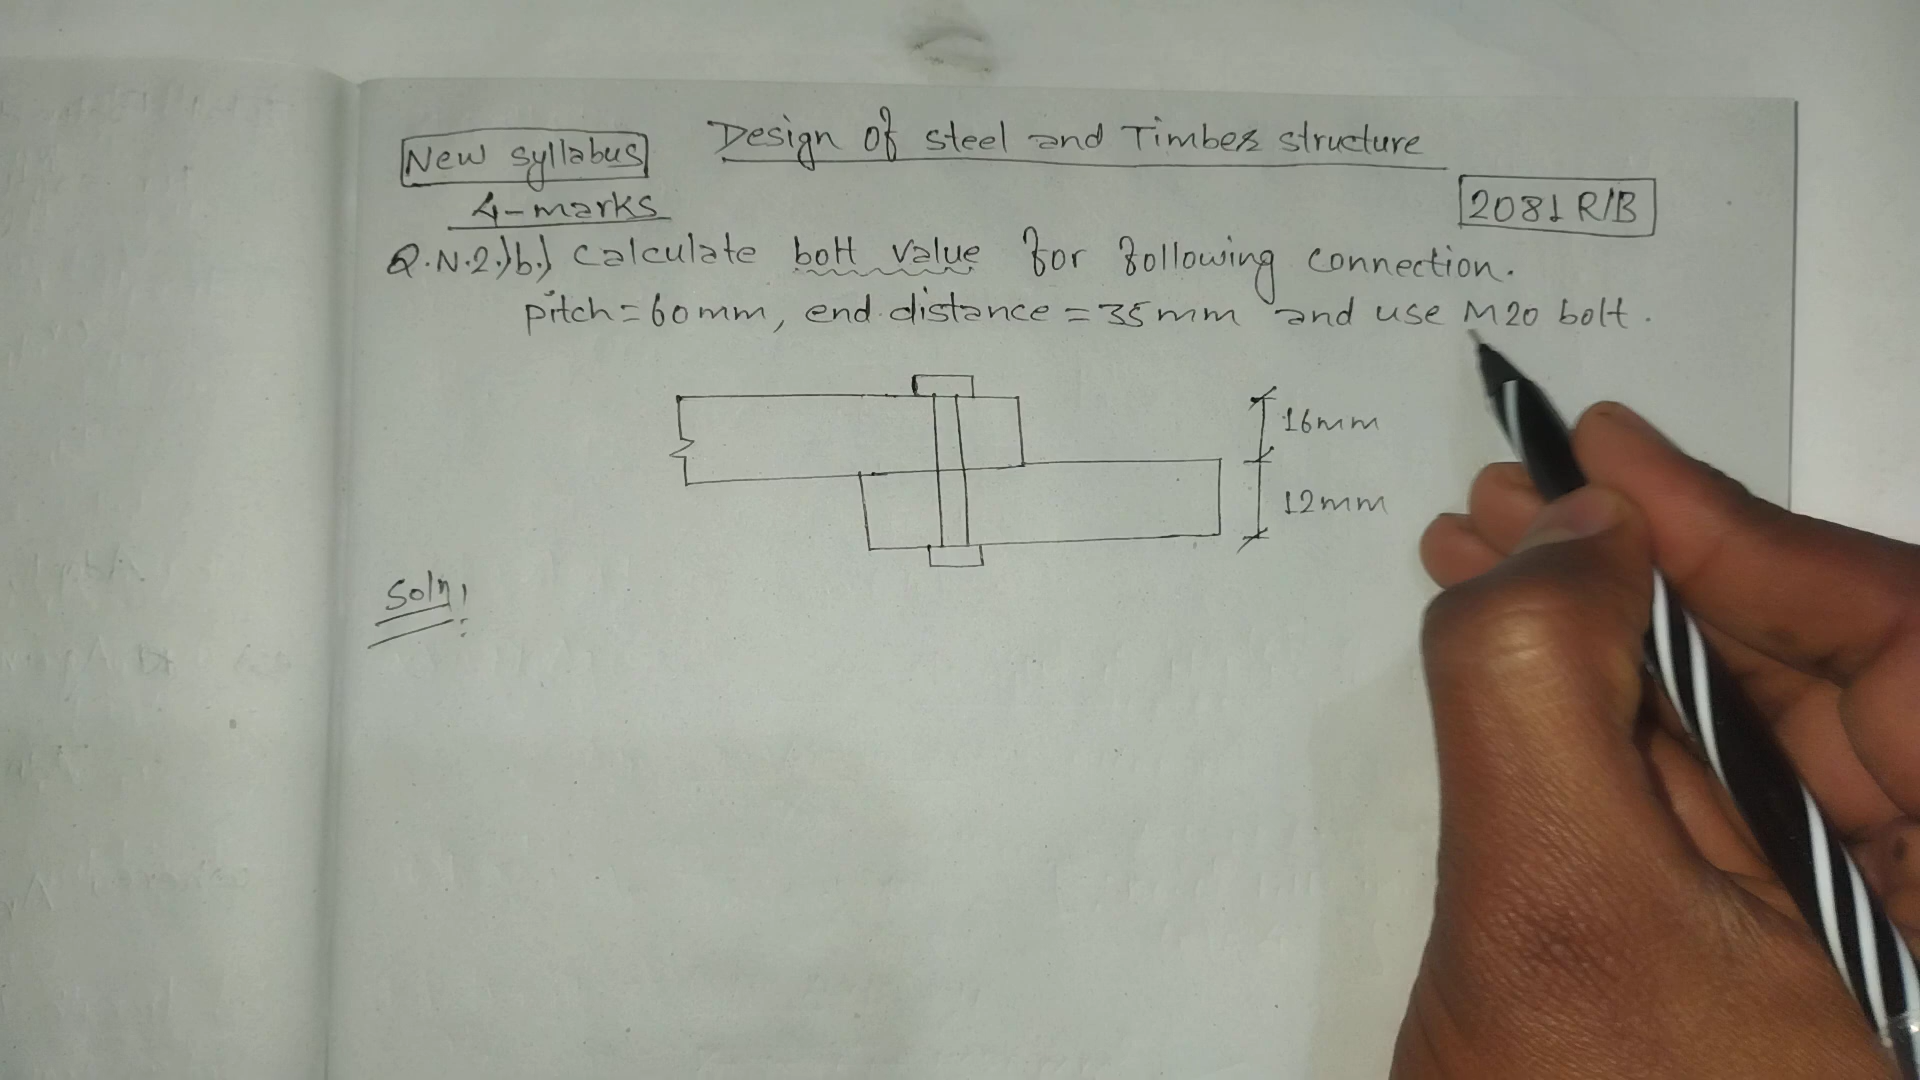 New syllabus
Design of steel and Timber structure
4-marks
2081 R/B
Q.N.2.)b.) Calculate bolt value for following connection.
pitch=60mm, end distance=35mm and use M20 bolt.
16mm
12mm
Soln: